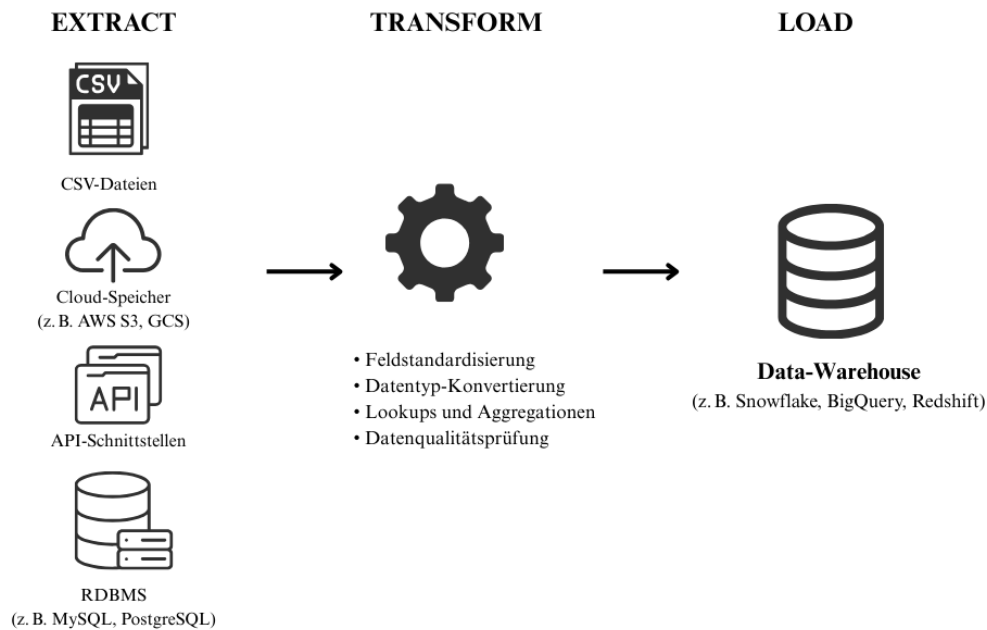 EXTRACT
CSV
CSV-Dateien
Cloud-Speicher
(z. B. AWS S3, GCS)
API
API-Schnittstellen
RDBMS
(z. B. MySQL, PostgreSQL)
TRANSFORM
• Feldstandardisierung
• Datentyp-Konvertierung
• Lookups und Aggregationen
• Datenqualitätsprüfung
LOAD
Data-Warehouse
(z. B. Snowflake, BigQuery, Redshift)